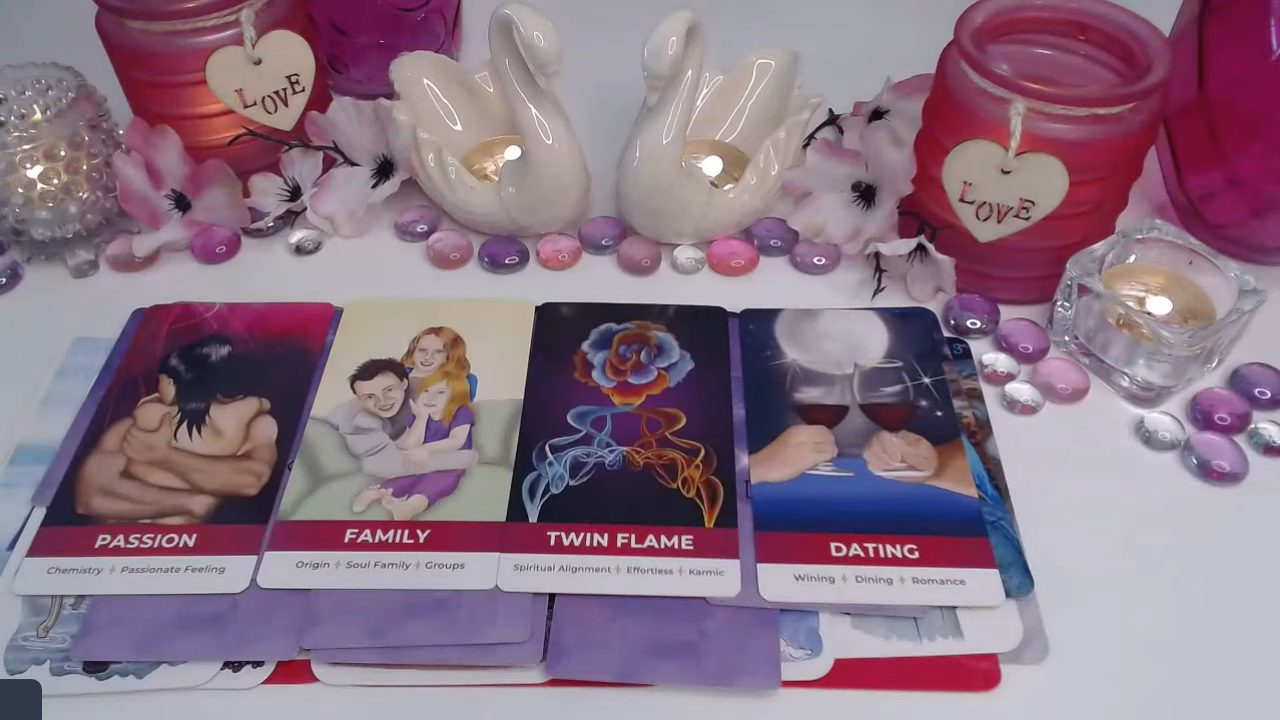 LOVE
LOVE
PASSION
Chemistry + Passionate Feeling
FAMILY
Origin + Soul Family + Groups
TWIN FLAME
Spiritual Alignment + Effortless + Karmic
DATING
Wining + Dining + Romance